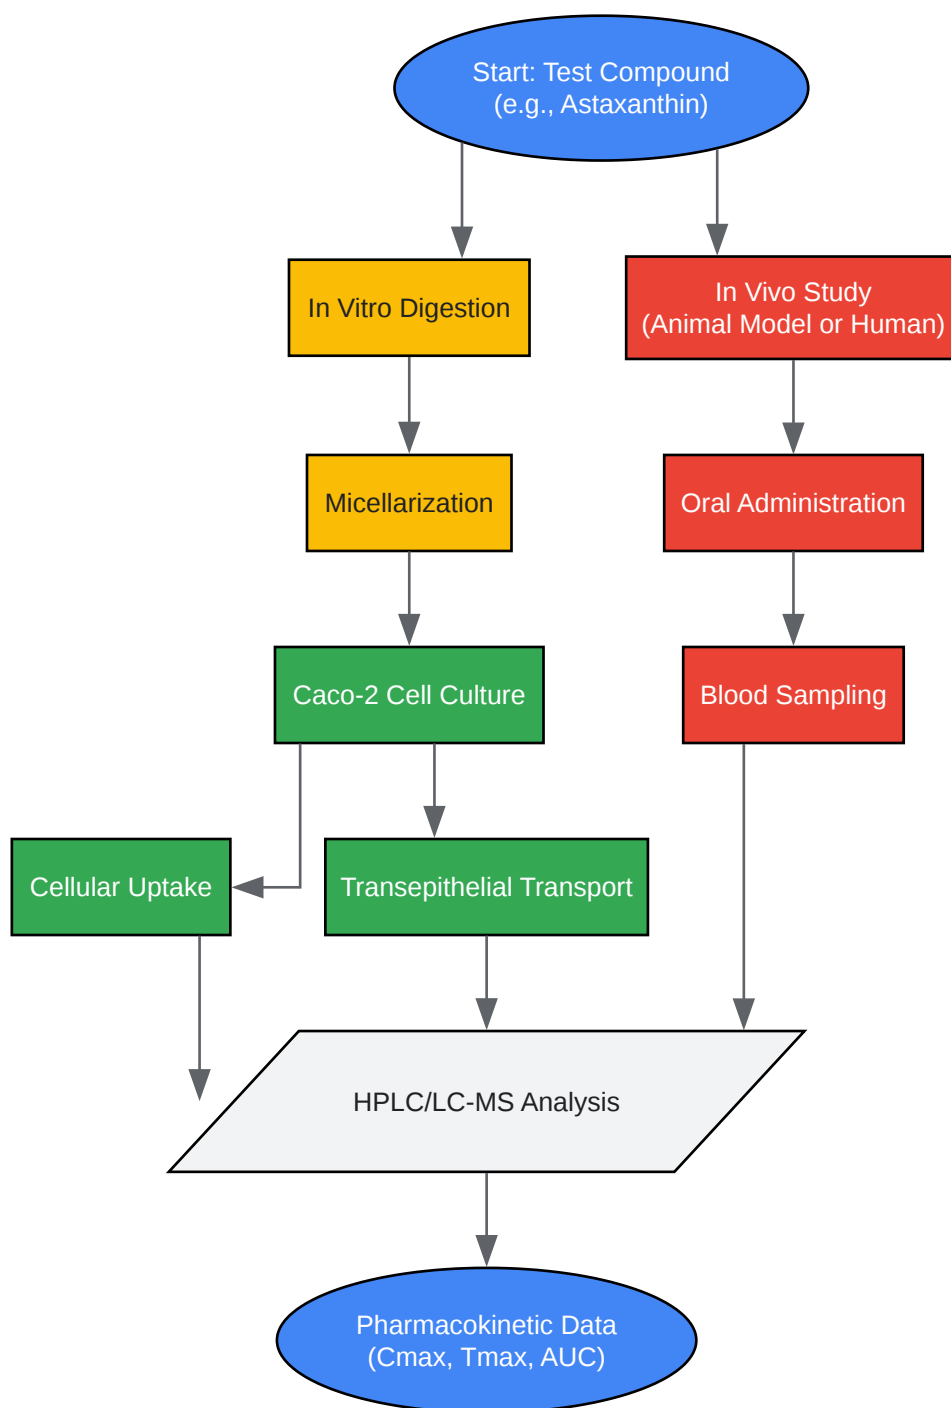 Start: Test Compound
(e.g., Astaxanthin)
In Vitro Digestion
In Vivo Study
(Animal Model or Human)
Micellarization
Oral Administration
Caco-2 Cell Culture
Blood Sampling
Cellular Uptake
Transepithelial Transport
HPLC/LC-MS Analysis
Pharmacokinetic Data
(Cmax, Tmax, AUC)